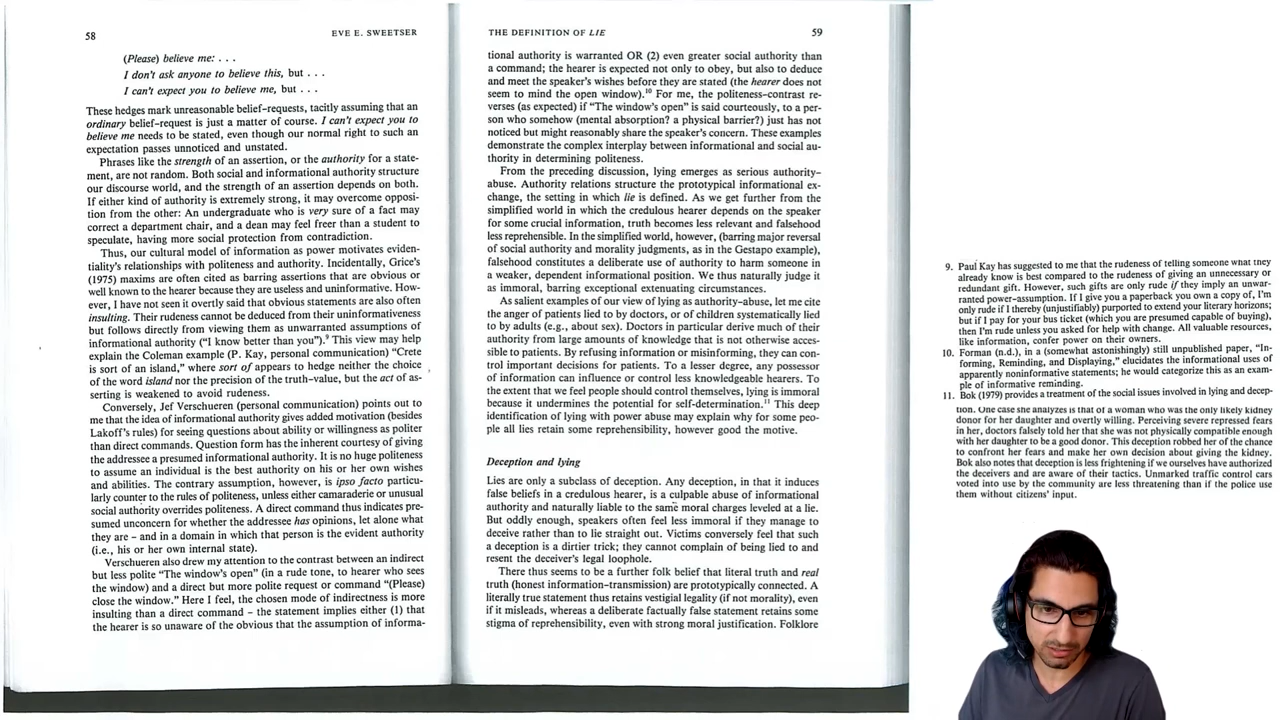 58
EVE E. SWEETSER
(Please) believe me: . . .
I don't ask anyone to believe this, but . . .
I can't expect you to believe me, but . . .
These hedges mark unreasonable belief-requests, tacitly assuming that an
ordinary belief-request is just a matter of course. I can't expect you to
believe me needs to be stated, even though our normal right to such an
expectation passes unnoticed and unstated.
Phrases like the strength of an assertion, or the authority for a state-
ment, are not random. Both social and informational authority structure
our discourse world, and the strength of an assertion depends on both.
If either kind of authority is extremely strong, it may overcome opposi-
tion from the other: An undergraduate who is very sure of a fact may
correct a department chair, and a dean may feel freer than a student to
speculate, having more social protection from contradiction.
Thus, our cultural model of information as power motivates eviden-
tiality's relationships with politeness and authority. Incidentally, Grice's
(1975) maxims are often cited as barring assertions that are obvious or
well known to the hearer because they are useless and uninformative. How-
ever, I have not seen it overtly said that obvious statements are also often
insulting. Their rudeness cannot be deduced from their uninformativeness
but follows directly from viewing them as unwarranted assumptions of
informational authority ("I know better than you").9 This view may help
explain the Coleman example (P. Kay, personal communication) "Crete
is sort of an island," where sort of appears to hedge neither the choice
of the word island nor the precision of the truth-value, but the act of as-
serting is weakened to avoid rudeness.
Conversely, Jef Verschueren (personal communication) points out to
me that the idea of informational authority gives added motivation (besides
Lakoff's rules) for seeing questions about ability or willingness as politer
than direct commands. Question form has the inherent courtesy of giving
the addressee a presumed informational authority. It is no huge politeness
to assume an individual is the best authority on his or her own wishes
and abilities. The contrary assumption, however, is ipso facto particu-
larly counter to the rules of politeness, unless either camaraderie or unusual
social authority overrides politeness. A direct command thus indicates pre-
sumed unconcern for whether the addressee has opinions, let alone what
they are – and in a domain in which that person is the evident authority
(i.e., his or her own internal state).
Verschueren also drew my attention to the contrast between an indirect
but less polite "The window's open" (in a rude tone, to hearer who sees
the window) and a direct but more polite request or command "(Please)
close the window." Here I feel, the chosen mode of indirectness is more
insulting than a direct command – the statement implies either (1) that
the hearer is so unaware of the obvious that the assumption of informa-
THE DEFINITION OF LIE
59
tional authority is warranted OR (2) even greater social authority than
a command; the hearer is expected not only to obey, but also to deduce
and meet the speaker's wishes before they are stated (the hearer does not
seem to mind the open window).10 For me, the politeness-contrast re-
verses (as expected) if "The window's open" is said courteously, to a per-
son who somehow (mental absorption? a physical barrier?) just has not
noticed but might reasonably share the speaker's concern. These examples
demonstrate the complex interplay between informational and social au-
thority in determining politeness.
From the preceding discussion, lying emerges as serious authority-
abuse. Authority relations structure the prototypical informational ex-
change, the setting in which lie is defined. As we get further from the
simplified world in which the credulous hearer depends on the speaker
for some crucial information, truth becomes less relevant and falsehood
less reprehensible. In the simplified world, however, (barring major reversal
of social authority and morality judgments, as in the Gestapo example),
falsehood constitutes a deliberate use of authority to harm someone in
a weaker, dependent informational position. We thus naturally judge it
as immoral, barring exceptional extenuating circumstances.
As salient examples of our view of lying as authority-abuse, let me cite
the anger of patients lied to by doctors, or of children systematically lied
to by adults (e.g., about sex). Doctors in particular derive much of their
authority from large amounts of knowledge that is not otherwise acces-
sible to patients. By refusing information or misinforming, they can con-
trol important decisions for patients. To a lesser degree, any possessor
of information can influence or control less knowledgeable hearers. To
the extent that we feel people should control themselves, lying is immoral
because it undermines the potential for self-determination.11 This deep
identification of lying with power abuse may explain why for some peo-
ple all lies retain some reprehensibility, however good the motive.
Deception and lying
Lies are only a subclass of deception. Any deception, in that it induces
false beliefs in a credulous hearer, is a culpable abuse of informational
authority and naturally liable to the same moral charges leveled at a lie.
But oddly enough, speakers often feel less immoral if they manage to
deceive rather than to lie straight out. Victims conversely feel that such
a deception is a dirtier trick; they cannot complain of being lied to and
resent the deceiver's legal loophole.
There thus seems to be a further folk belief that literal truth and real
truth (honest information-transmission) are prototypically connected. A
literally true statement thus retains vestigial legality (if not morality), even
if it misleads, whereas a deliberate factually false statement retains some
stigma of reprehensibility, even with strong moral justification. Folklore
9. Paul Kay has suggested to me that the rudeness of telling someone what they
already know is best compared to the rudeness of giving an unnecessary or
redundant gift. However, such gifts are only rude if they imply an unwar-
ranted power-assumption. If I give you a paperback you own a copy of, I'm
only rude if I thereby (unjustifiably) purported to extend your literary horizons;
but if I pay for your bus ticket (which you are presumed capable of buying),
then I'm rude unless you asked for help with change. All valuable resources,
like information, confer power on their owners.
10. Forman (n.d.), in a (somewhat astonishingly) still unpublished paper, "In-
forming, Reminding, and Displaying," elucidates the informational uses of
apparently noninformative statements; he would categorize this as an exam-
ple of informative reminding.
11. Bok (1979) provides a treatment of the social issues involved in lying and decep-
tion. One case she analyzes is that of a woman who was the only likely kidney
donor for her daughter and overtly willing. Perceiving severe repressed fears
in her, doctors falsely told her that she was not physically compatible enough
with her daughter to be a good donor. This deception robbed her of the chance
to confront her fears and make her own decision about giving the kidney.
Bok also notes that deception is less frightening if we ourselves have authorized
the deceivers and are aware of their tactics. Unmarked traffic control cars
voted into use by the community are less threatening than if the police use
them without citizens' input.